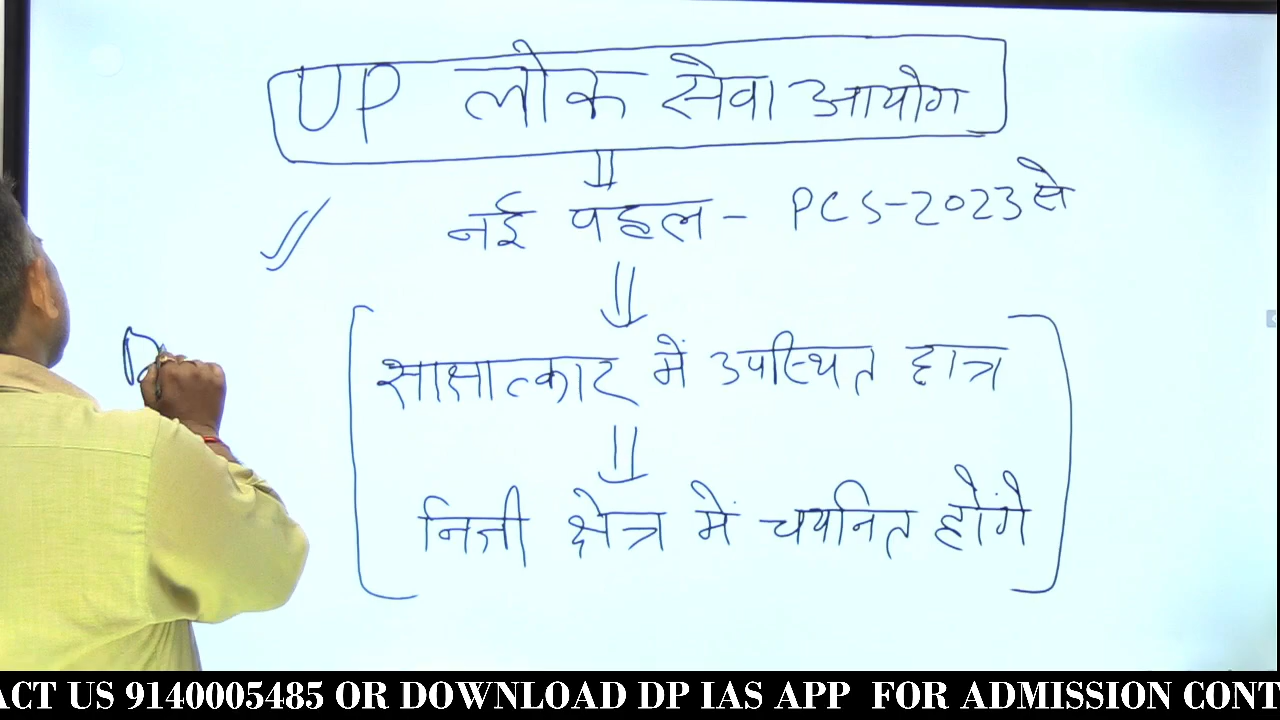 UP लोक सेवा आयोग
नई पहल - PCS-2023 से
साक्षात्कार में उपस्थित छात्र
निजी क्षेत्र में चयनित होंगे
ACT US 9140005485 OR DOWNLOAD DP IAS APP FOR ADMISSION CONT